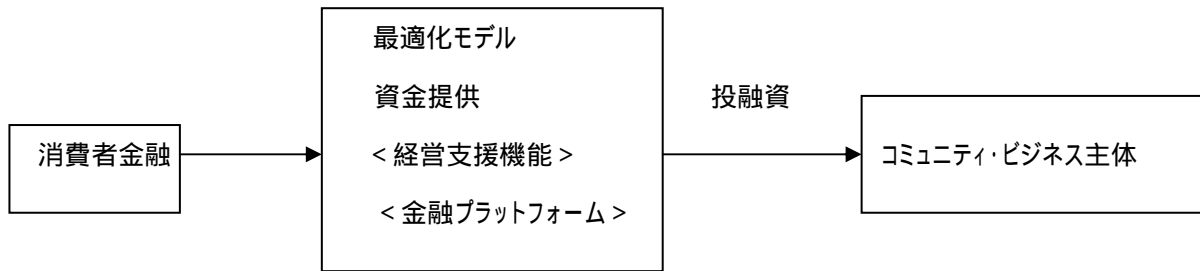 最適化モデル
資金提供
投融資
消費者金融
<経営支援機能>
コミュニティ・ビジネス主体
<金融プラットフォーム>